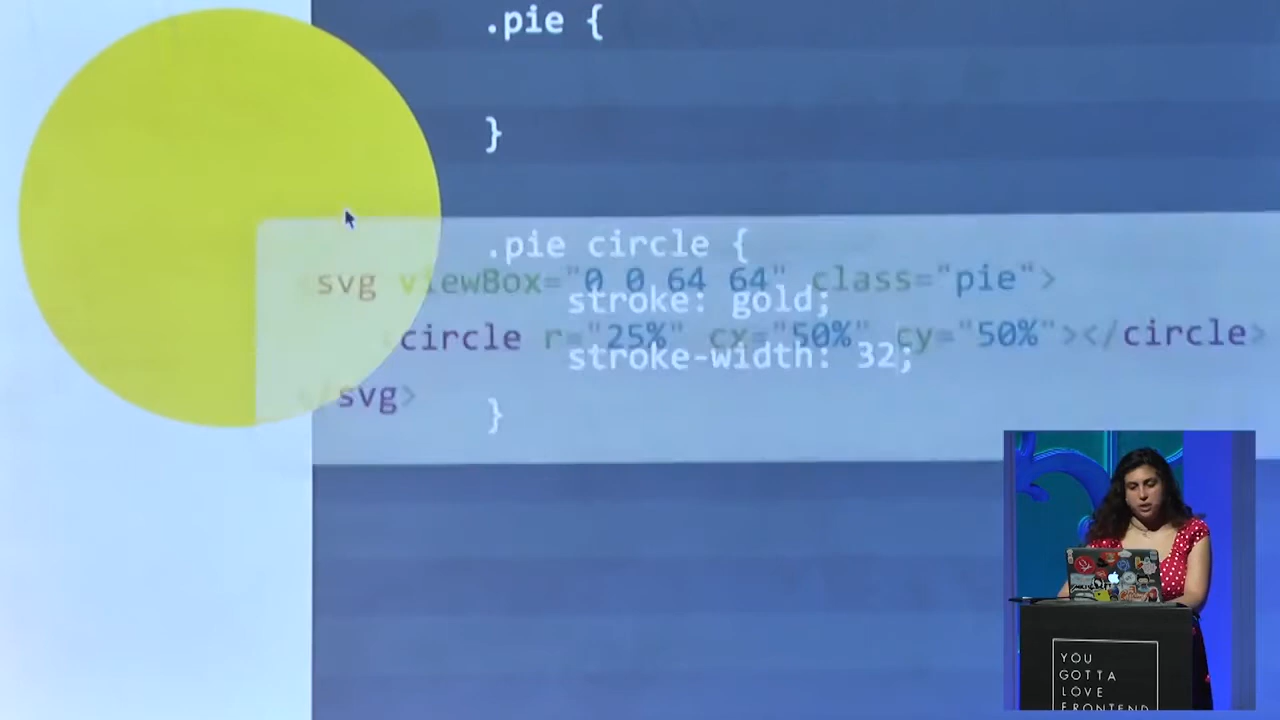 .pie {
}
.pie circle {
<svg viewBox="0 0 64 64" class="pie">
stroke: gold;
<circle r="25%" cx="50%" cy="50%"></circle>
stroke-width: 32;
</svg>
}
YOU
GOTTA
LOVE
FRONTEND